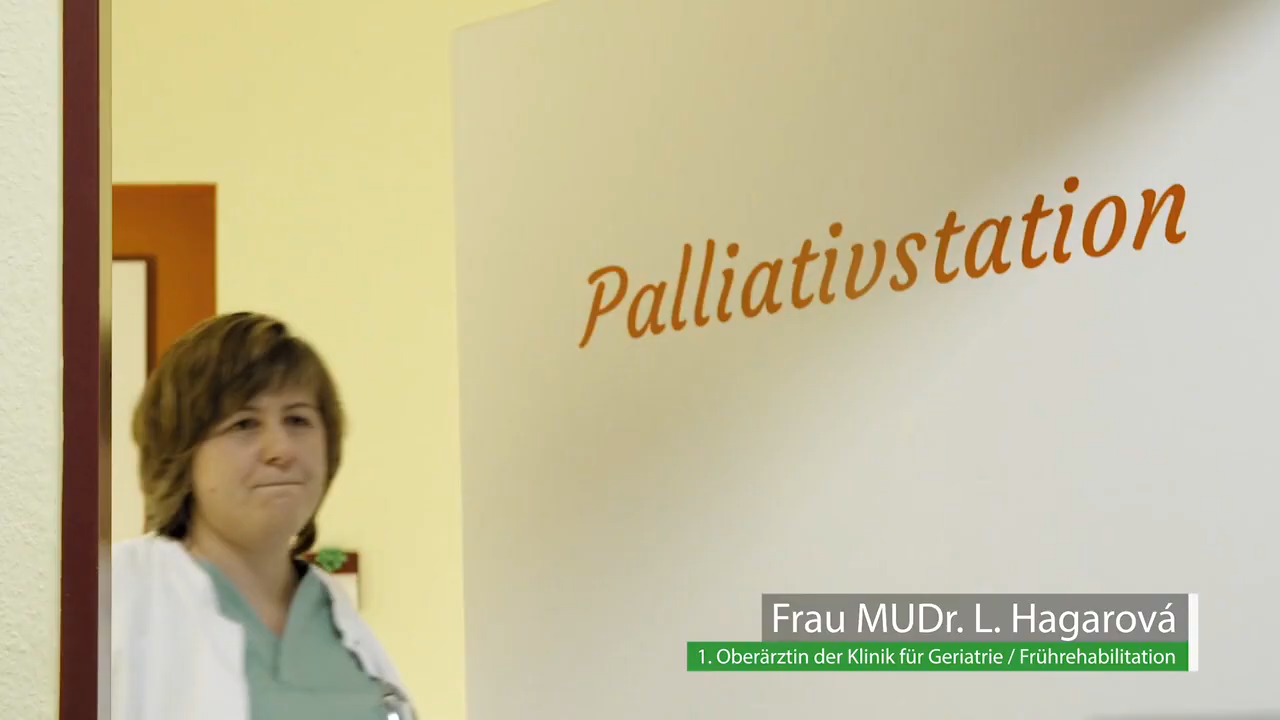 Palliativstation
Frau MUDr. L. Hagarová
1. Oberärztin der Klinik für Geriatrie / Frührehabilitation